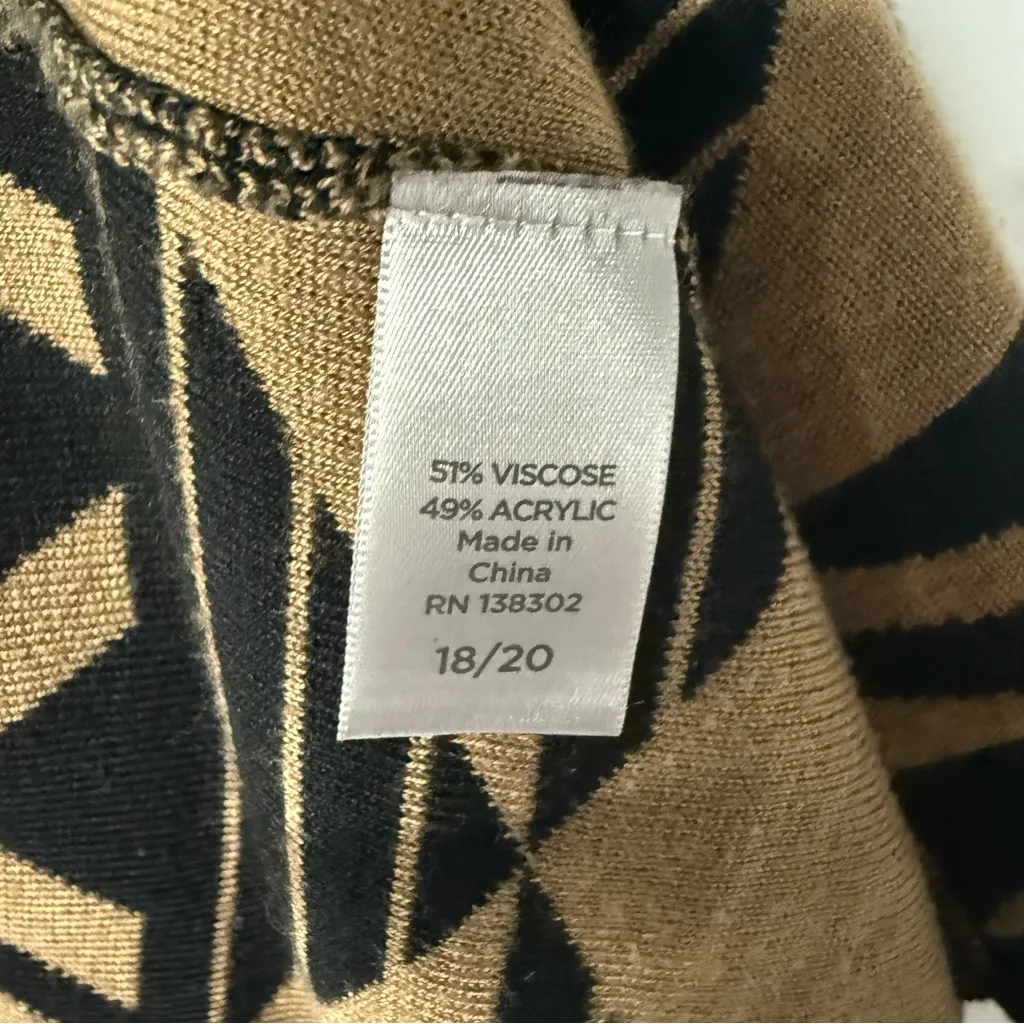 51% VISCOSE
49% ACRYLIC
Made in
China
RN 138302
18/20